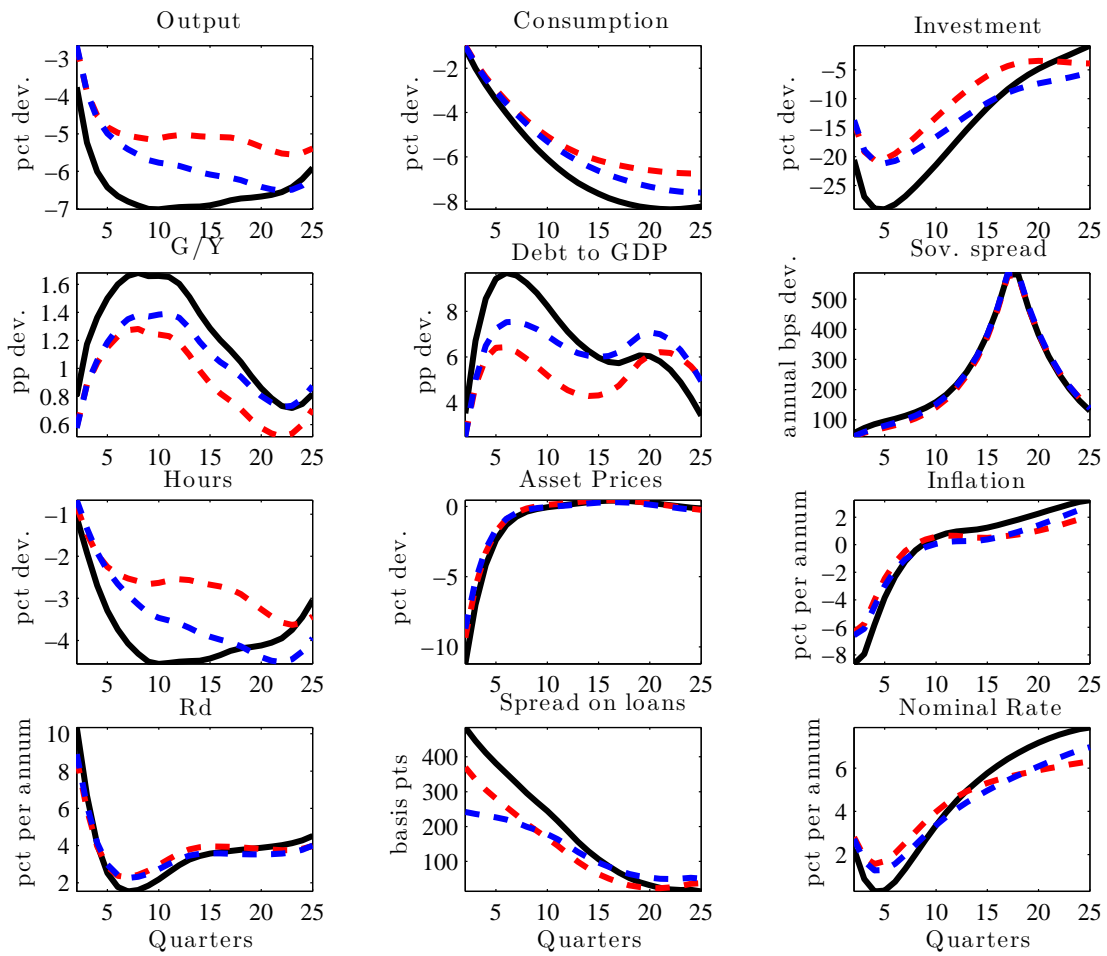 Output
Consumption
Investment
pct dev.
−3
−4
−5
−6
−7
5 10 15 20 25
pct dev.
−2
−4
−6
−8
5 10 15 20 25
pct dev.
−5
−10
−15
−20
−25
5 10 15 20 25
G/Y
Debt to GDP
Sov. spread
pp dev.
1.6
1.4
1.2
1
0.8
0.6
5 10 15 20 25
pp dev.
8
6
4
5 10 15 20 25
annual bps dev.
500
400
300
200
100
5 10 15 20 25
Hours
Asset Prices
Inflation
pct dev.
−1
−2
−3
−4
5 10 15 20 25
pct dev.
0
−5
−10
5 10 15 20 25
pct per annum
2
0
−2
−4
−6
−8
5 10 15 20 25
Rd
Spread on loans
Nominal Rate
pct per annum
10
8
6
4
2
5 10 15 20 25
Quarters
basis pts
400
300
200
100
5 10 15 20 25
Quarters
pct per annum
6
4
2
5 10 15 20 25
Quarters